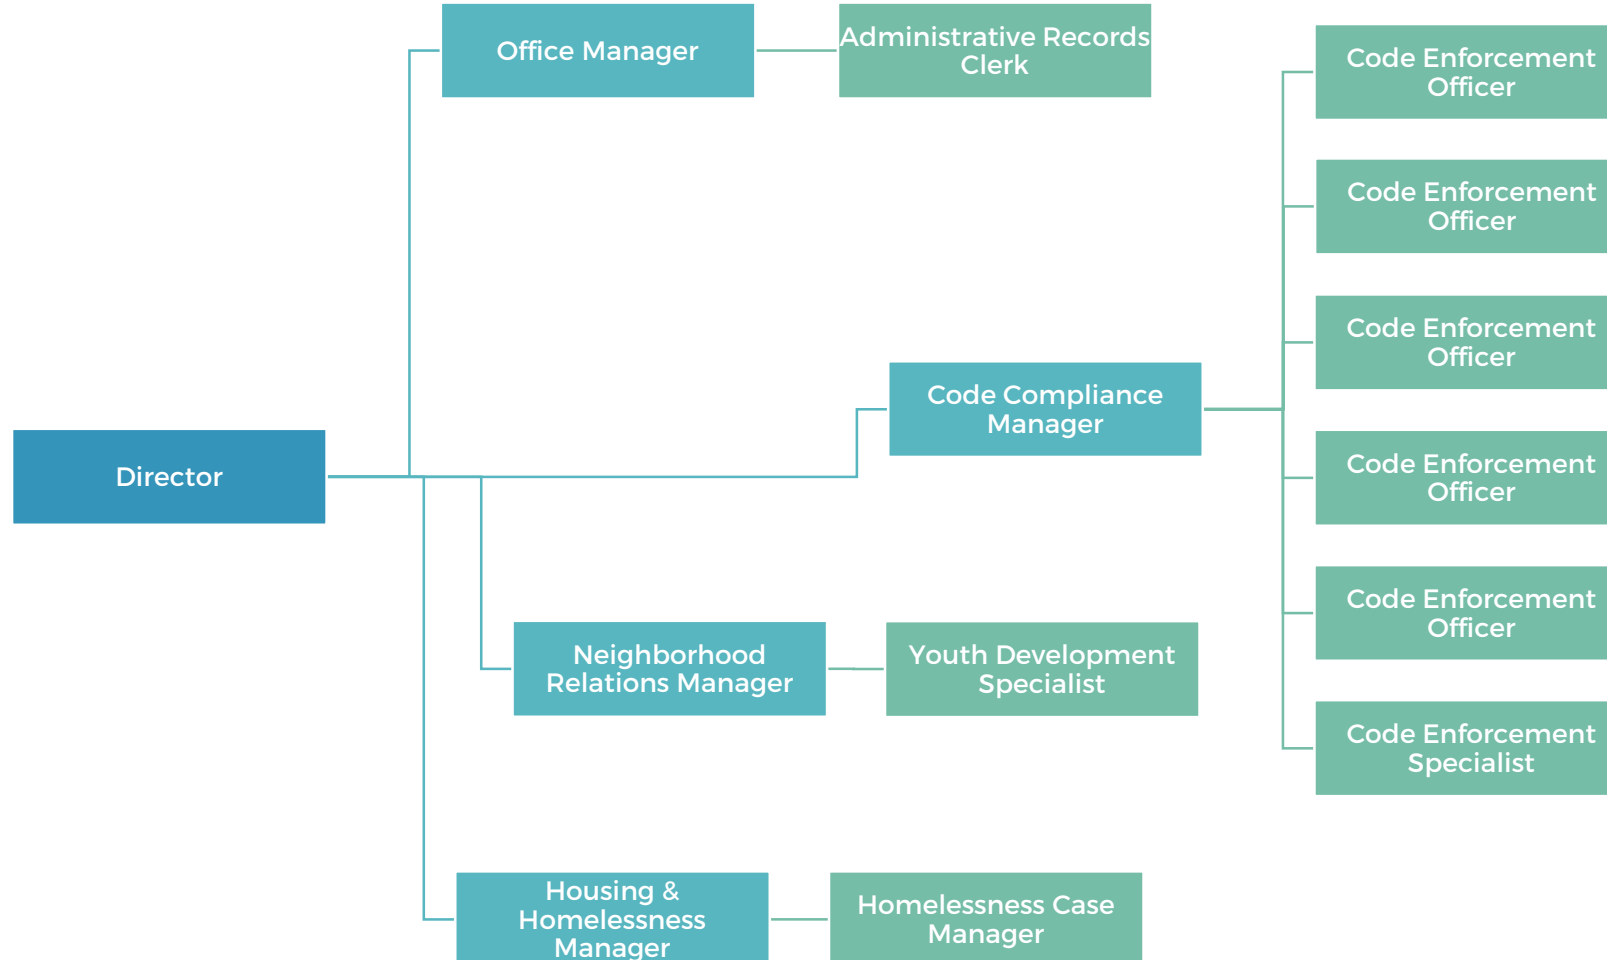 Office Manager
Administrative Records
Clerk
Code Enforcement
Officer
Code Enforcement
Officer
Code Enforcement
Officer
Code Compliance
Manager
Director
Code Enforcement
Officer
Code Enforcement
Officer
Neighborhood
Relations Manager
Youth Development
Specialist
Code Enforcement
Specialist
Housing &
Homelessness
Manager
Homelessness Case
Manager